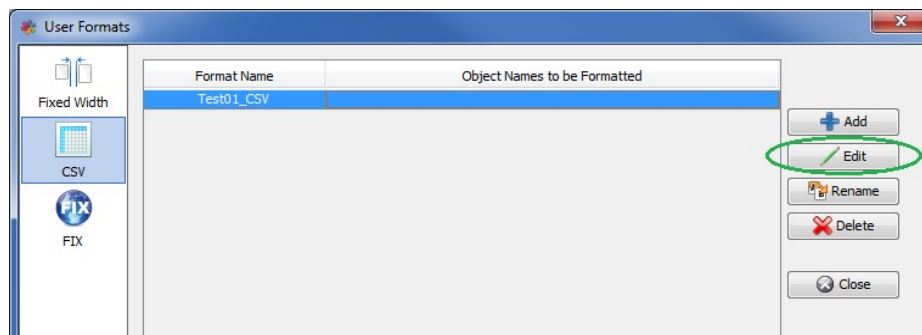 User Formats
Fixed Width
CSV
FIX
FIX
Format Name Object Names to be Formatted
Test01_CSV
Add
Edit
Rename
Delete
Close